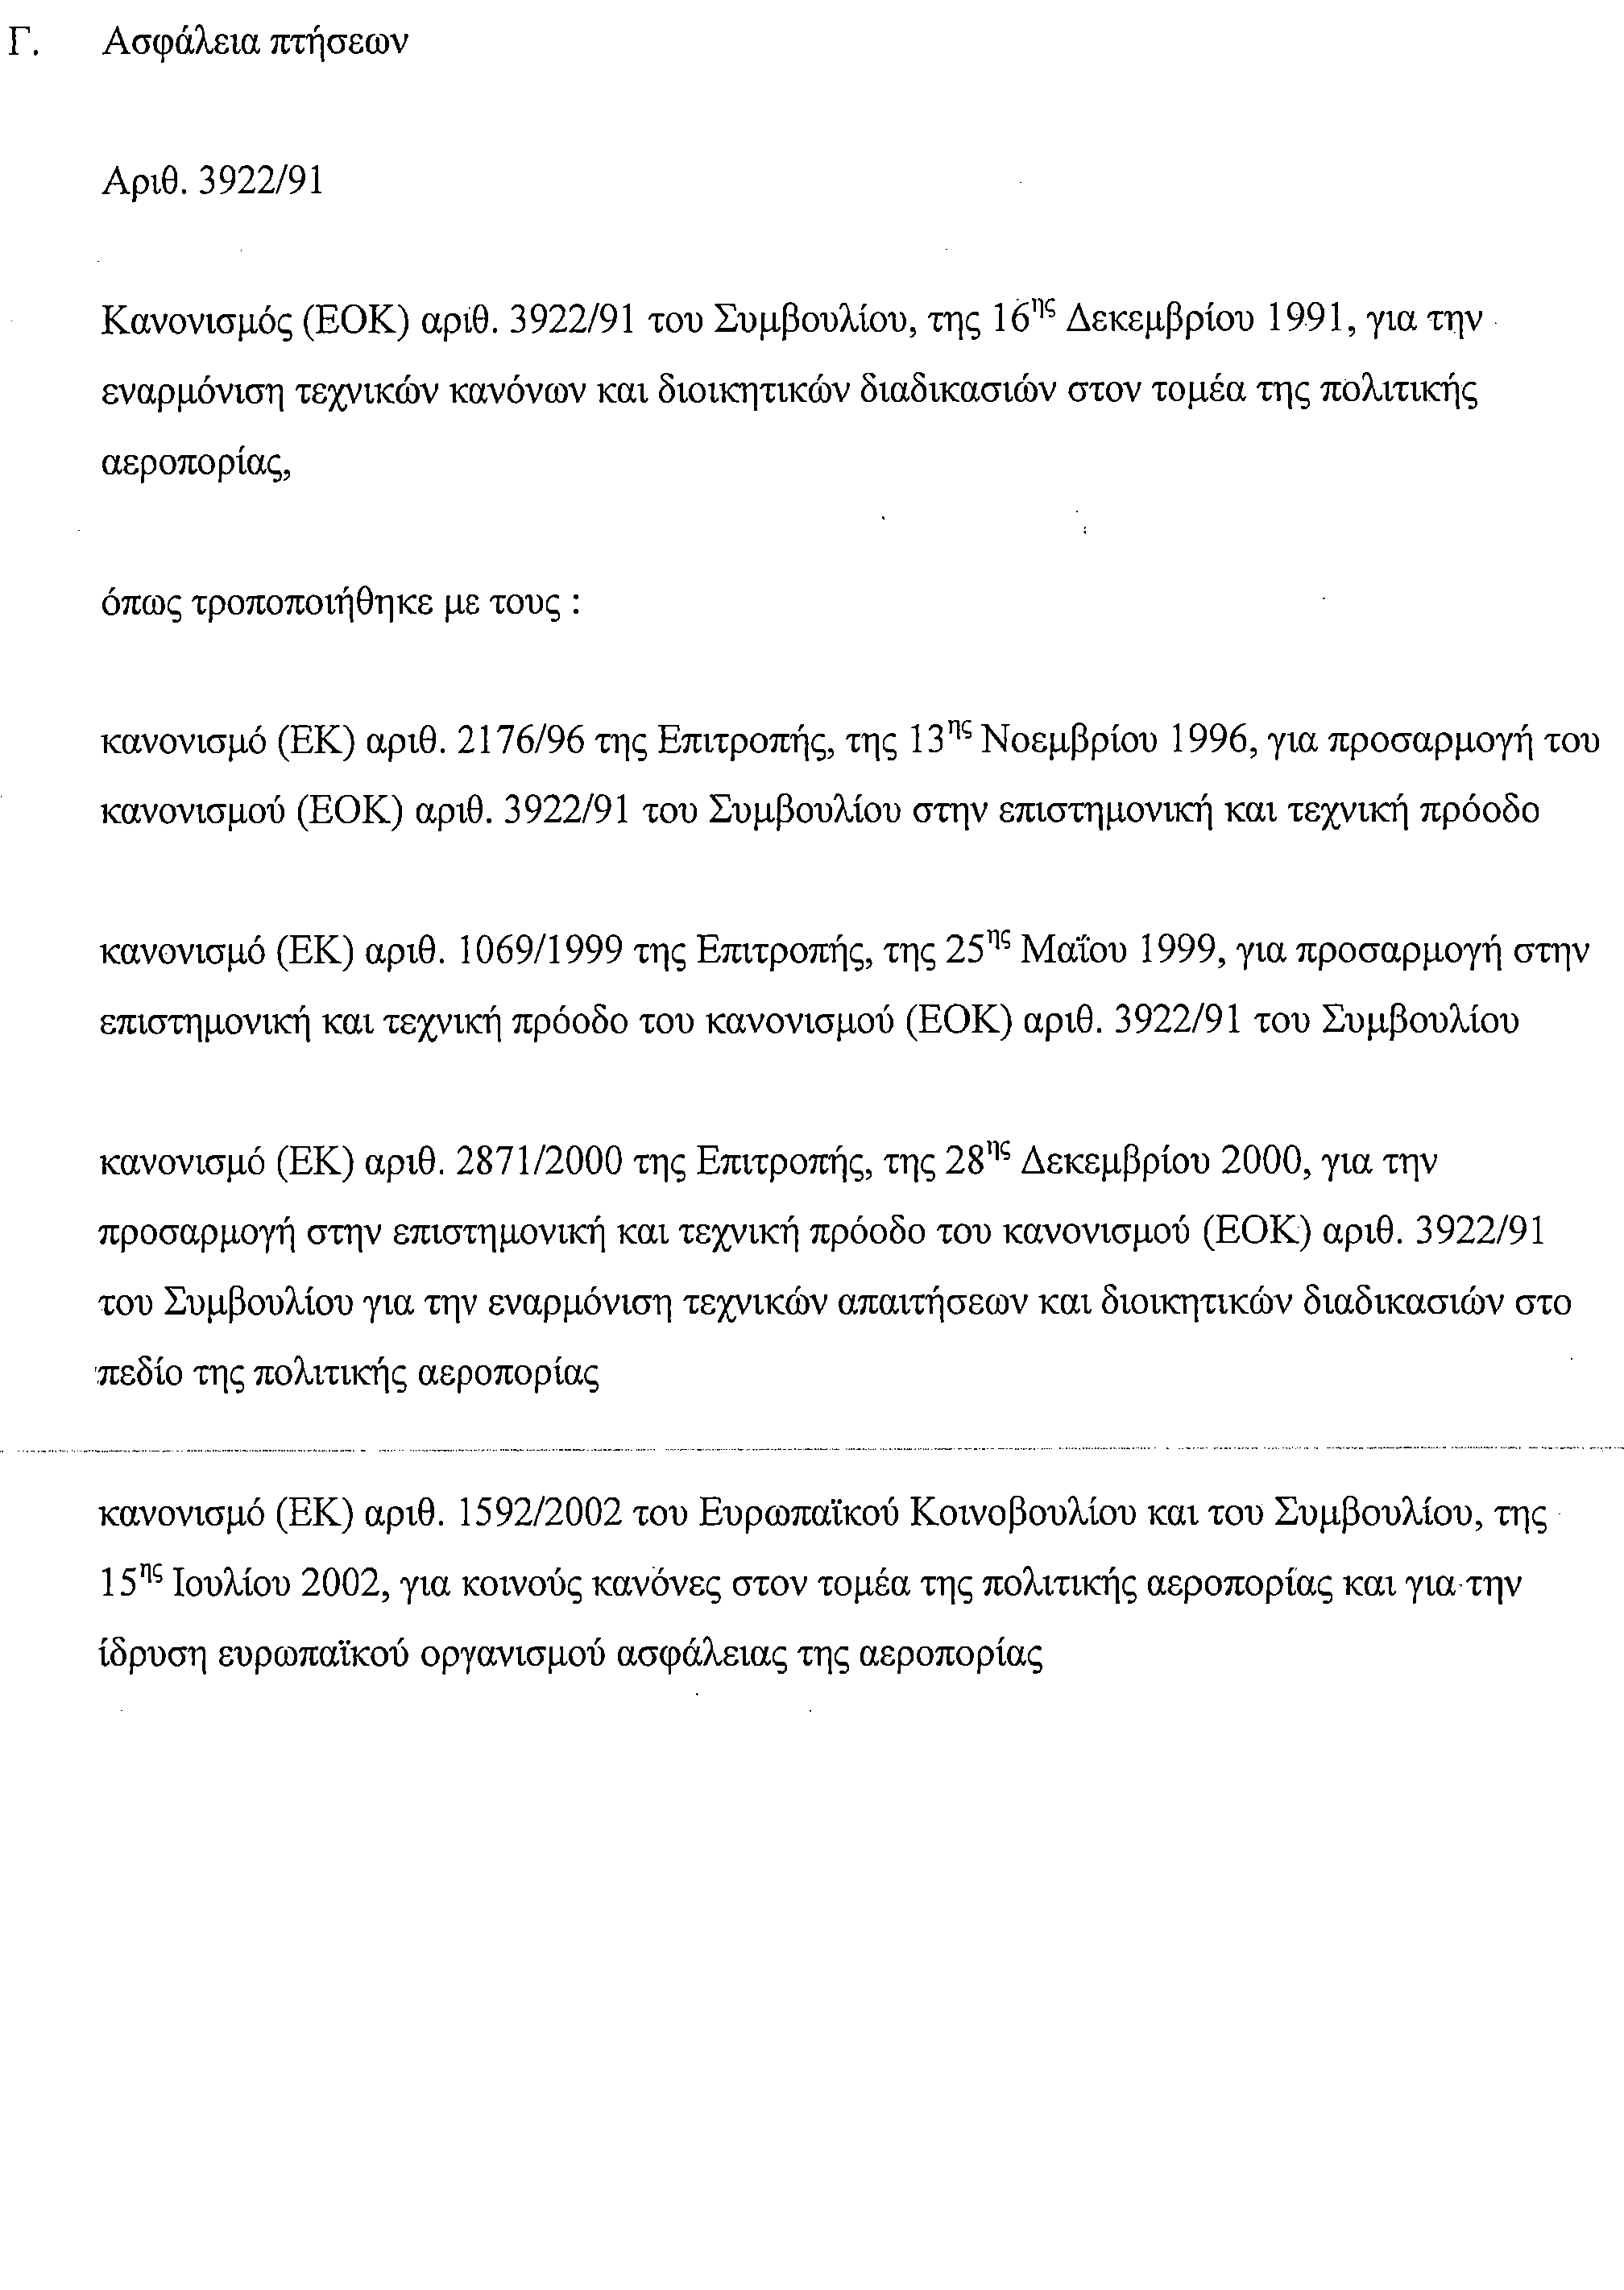 Γ. Ασφάλεια πτήσεων
Αριθ. 3922/91
Κανονισμός (ΕΟΚ) αριθ. 3922/91 του Συμβουλίου, της 16ης Δεκεμβρίου 1991, για την
εναρμόνιση τεχνικών κανόνων και διοικητικών διαδικασιών στον τομέα της πολιτικής
αεροπορίας,
όπως τροποποιήθηκε με τους :
κανονισμό (ΕΚ) αριθ. 2176/96 της Επιτροπής, της 13ης Νοεμβρίου 1996, για προσαρμογή του
κανονισμού (ΕΟΚ) αριθ. 3922/91 του Συμβουλίου στην επιστημονική και τεχνική πρόοδο
κανονισμό (ΕΚ) αριθ. 1069/1999 της Επιτροπής, της 25ης Μαΐου 1999, για προσαρμογή στην
επιστημονική και τεχνική πρόοδο του κανονισμού (ΕΟΚ) αριθ. 3922/91 του Συμβουλίου
κανονισμό (ΕΚ) αριθ. 2871/2000 της Επιτροπής, της 28ης Δεκεμβρίου 2000, για την
προσαρμογή στην επιστημονική και τεχνική πρόοδο του κανονισμού (ΕΟΚ) αριθ. 3922/91
του Συμβουλίου για την εναρμόνιση τεχνικών απαιτήσεων και διοικητικών διαδικασιών στο
πεδίο της πολιτικής αεροπορίας
κανονισμό (ΕΚ) αριθ. 1592/2002 του Ευρωπαϊκού Κοινοβουλίου και του Συμβουλίου, της
15ης Ιουλίου 2002, για κοινούς κανόνες στον τομέα της πολιτικής αεροπορίας και για την
ίδρυση ευρωπαϊκού οργανισμού ασφάλειας της αεροπορίας